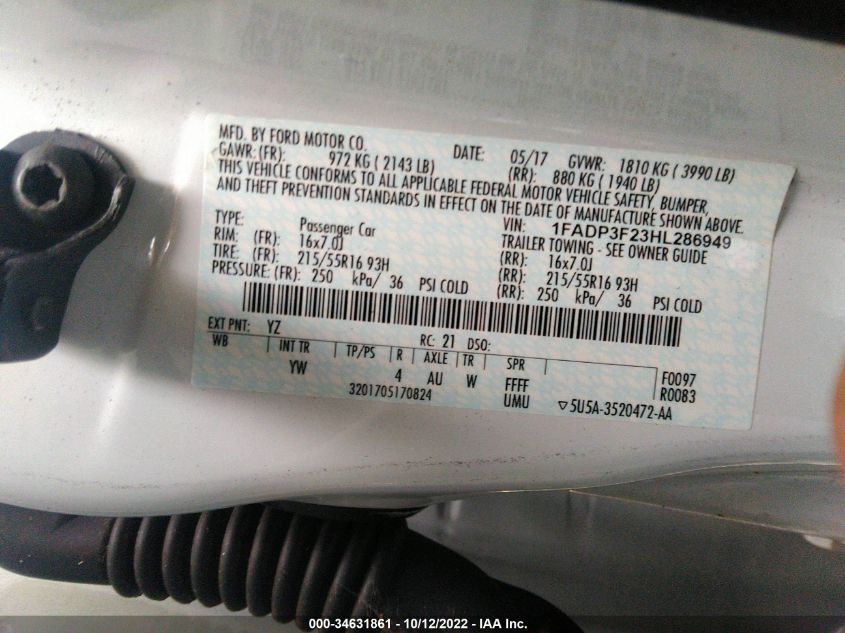 MFD. BY FORD MOTOR CO. DATE: 05/17 GVWR: 1810 KG ( 3990 LB)
GAWR: (FR): 972 KG ( 2143 LB) (RR): 880 KG ( 1940 LB)
THIS VEHICLE CONFORMS TO ALL APPLICABLE FEDERAL MOTOR VEHICLE SAFETY, BUMPER,
AND THEFT PREVENTION STANDARDS IN EFFECT ON THE DATE OF MANUFACTURE SHOWN ABOVE.
VIN: 1FADP3F23HL286949
TYPE: Passenger Car TRAILER TOWING - SEE OWNER GUIDE
RIM: (FR): 16x7.0J (RR): 16x7.0J
TIRE: (FR): 215/55R16 93H (RR): 215/55R16 93H
PRESSURE: (FR): 250 kPa/ 36 PSI COLD (RR): 250 kPa/ 36 PSI COLD
EXT PNT: YZ RC: 21 DSO:
WB INT TR TP/PS R AXLE TR SPR F0097
YW 4 AU W FFFF R0083
3201705170824 UMU ▽5U5A-3520472-AA
000-34631861 - 10/12/2022 - IAA Inc.